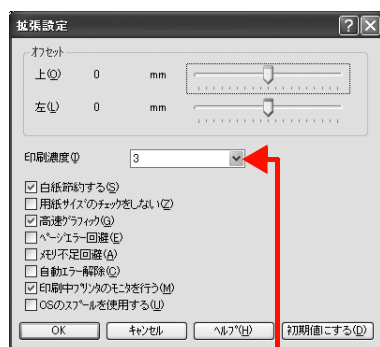 拡張設定
オフセット
上(O) 0 mm
左(L) 0 mm
印刷濃度(I) 3
白紙節約する(S)
用紙サイズのチェックをしない(Z)
高速グラフィック(G)
ページエラー回避(E)
メモリ不足回避(A)
自動エラー解除(C)
印刷中プリンタのモニタを行う(M)
OSのスプールを使用する(U)
OK キャンセル ヘルプ(H) 初期値にする(D)